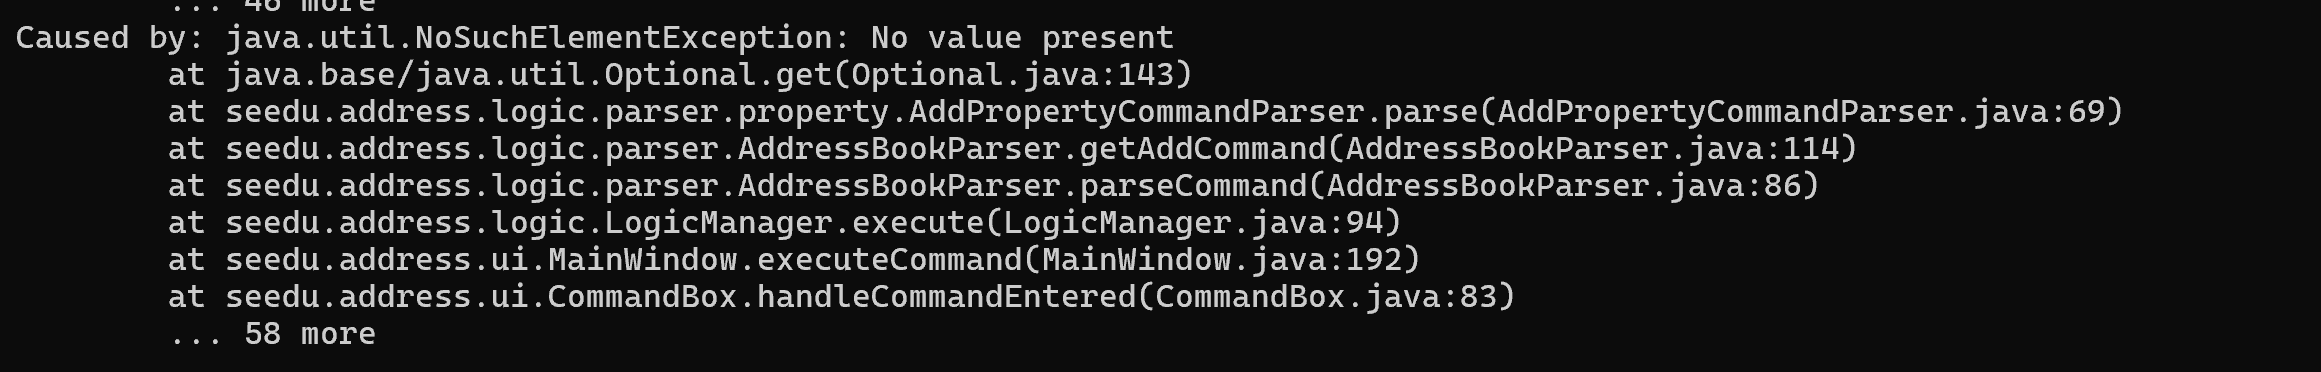 ... 46 more
Caused by: java.util.NoSuchElementException: No value present
at java.base/java.util.Optional.get(Optional.java:143)
at seedu.address.logic.parser.property.AddPropertyCommandParser.parse(AddPropertyCommandParser.java:69)
at seedu.address.logic.parser.AddressBookParser.getAddCommand(AddressBookParser.java:114)
at seedu.address.logic.parser.AddressBookParser.parseCommand(AddressBookParser.java:86)
at seedu.address.logic.LogicManager.execute(LogicManager.java:94)
at seedu.address.ui.MainWindow.executeCommand(MainWindow.java:192)
at seedu.address.ui.CommandBox.handleCommandEntered(CommandBox.java:83)
... 58 more